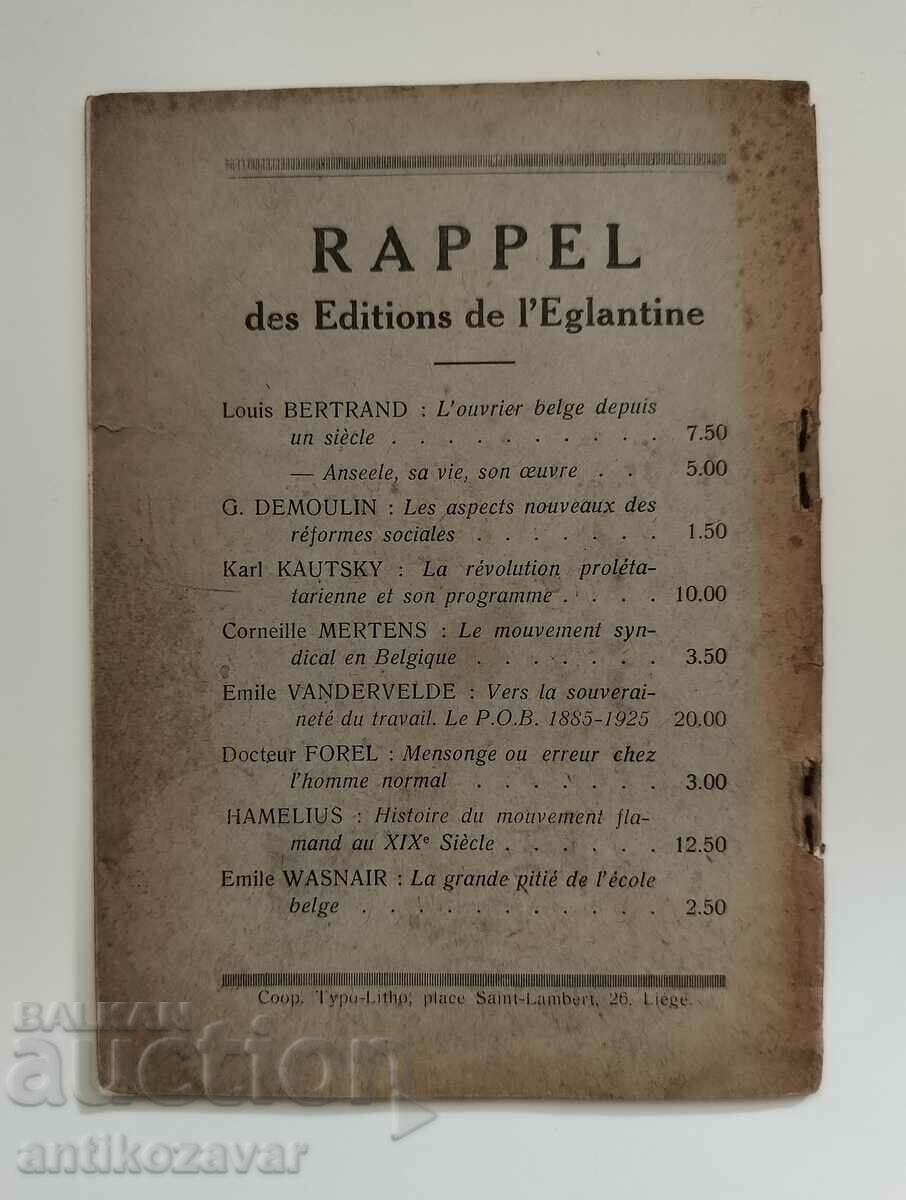 RAPPEL
des Editions de l'Eglantine
Louis BERTRAND : L'ouvrier belge depuis
un siècle . . . . . . . . . . 7.50
— Anseele, sa vie, son œuvre . . 5.00
G. DEMOULIN : Les aspects nouveaux des
réformes sociales . . . . . . . 1.50
Karl KAUTSKY : La révolution proléta-
tarienne et son programme . . . . 10.00
Corneille MERTENS : Le mouvement syn-
dical en Belgique . . . . . . . 3.50
Emile VANDERVELDE : Vers la souverai-
neté du travail. Le P.O.B. 1885-1925 20.00
Docteur FOREL : Mensonge ou erreur chez
l'homme normal . . . . . . . 3.00
HAMELIUS : Histoire du mouvement fla-
mand au XIXe Siècle . . . . . . 12.50
Emile WASNAIR : La grande pitié de l'école
belge . . . . . . . . . . . 2.50
Coop. Typo-Litho; place Saint-Lambert, 26, Liége.
BALKAN
auction
antikozavar